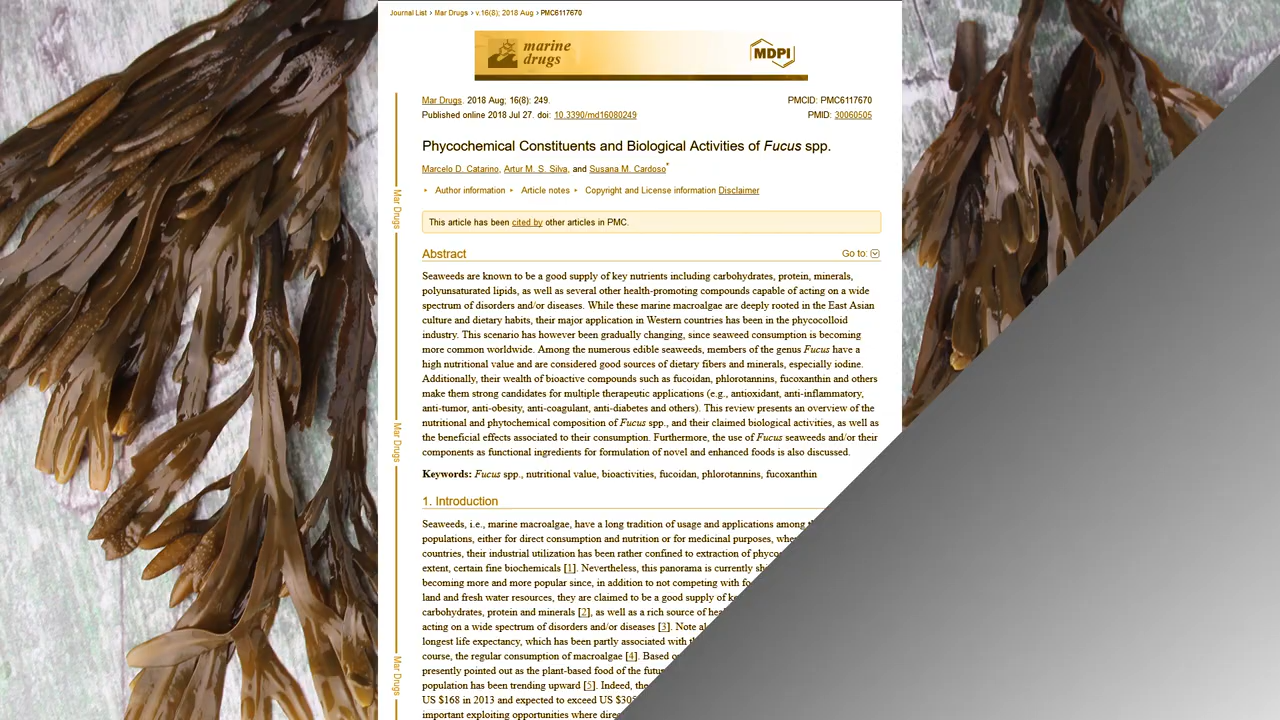 Journal List > Mar Drugs > v.16(8); 2018 Aug > PMC6117670
marine
drugs
MDPI
Mar Drugs. 2018 Aug; 16(8): 249.
PMCID: PMC6117670
Published online 2018 Jul 27. doi: 10.3390/md16080249
PMID: 30060505
Phycochemical Constituents and Biological Activities of Fucus spp.
Marcelo D. Catarino, Artur M. S. Silva, and Susana M. Cardoso*
▸ Author information ▸ Article notes ▸ Copyright and License information Disclaimer
This article has been cited by other articles in PMC.
Abstract
Go to:
Seaweeds are known to be a good supply of key nutrients including carbohydrates, protein, minerals,
polyunsaturated lipids, as well as several other health-promoting compounds capable of acting on a wide
spectrum of disorders and/or diseases. While these marine macroalgae are deeply rooted in the East Asian
culture and dietary habits, their major application in Western countries has been in the phycocolloid
industry. This scenario has however been gradually changing, since seaweed consumption is becoming
more common worldwide. Among the numerous edible seaweeds, members of the genus Fucus have a
high nutritional value and are considered good sources of dietary fibers and minerals, especially iodine.
Additionally, their wealth of bioactive compounds such as fucoidan, phlorotannins, fucoxanthin and others
make them strong candidates for multiple therapeutic applications (e.g., antioxidant, anti-inflammatory,
anti-tumor, anti-obesity, anti-coagulant, anti-diabetes and others). This review presents an overview of the
nutritional and phytochemical composition of Fucus spp., and their claimed biological activities, as well as
the beneficial effects associated to their consumption. Furthermore, the use of Fucus seaweeds and/or their
components as functional ingredients for formulation of novel and enhanced foods is also discussed.
Keywords: Fucus spp., nutritional value, bioactivities, fucoidan, phlorotannins, fucoxanthin
1. Introduction
Seaweeds, i.e., marine macroalgae, have a long tradition of usage and applications among
populations, either for direct consumption and nutrition or for medicinal purposes,
countries, their industrial utilization has been rather confined to extraction of
extent, certain fine biochemicals [1]. Nevertheless, this panorama is currently
becoming more and more popular since, in addition to not competing with
land and fresh water resources, they are claimed to be a good supply of
carbohydrates, protein and minerals [2], as well as a rich source of
acting on a wide spectrum of disorders and/or diseases [3]. Note
longest life expectancy, which has been partly associated with
course, the regular consumption of macroalgae [4]. Based
presently pointed out as the plant-based food of the
population has been trending upward [5]. Indeed,
US $168 in 2013 and expected to exceed US
important exploiting opportunities where
Mar Drugs
Mar Drugs
Mar Drugs